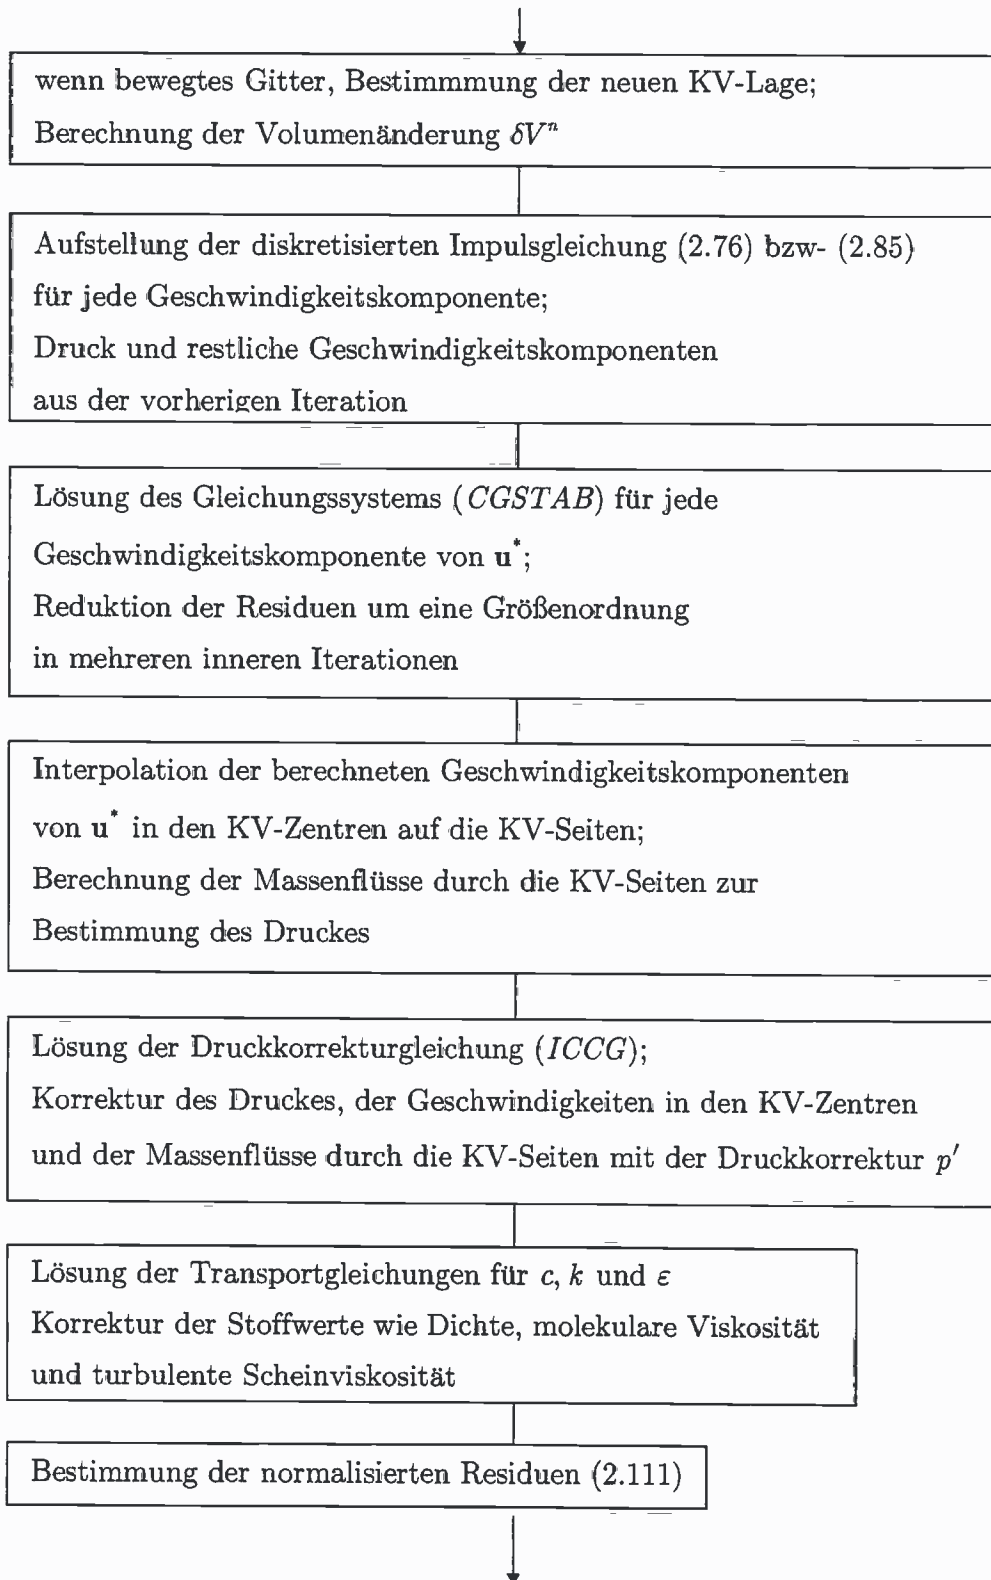 wenn bewegtes Gitter, Bestimmmung der neuen KV-Lage;
Berechnung der Volumenänderung δVⁿ
Aufstellung der diskretisierten Impulsgleichung (2.76) bzw- (2.85)
für jede Geschwindigkeitskomponente;
Druck und restliche Geschwindigkeitskomponenten
aus der vorherigen Iteration
Lösung des Gleichungssystems (CGSTAB) für jede
Geschwindigkeitskomponente von u*;
Reduktion der Residuen um eine Größenordnung
in mehreren inneren Iterationen
Interpolation der berechneten Geschwindigkeitskomponenten
von u* in den KV-Zentren auf die KV-Seiten;
Berechnung der Massenflüsse durch die KV-Seiten zur
Bestimmung des Druckes
Lösung der Druckkorrekturgleichung (ICCG);
Korrektur des Druckes, der Geschwindigkeiten in den KV-Zentren
und der Massenflüsse durch die KV-Seiten mit der Druckkorrektur p′
Lösung der Transportgleichungen für c, k und ε
Korrektur der Stoffwerte wie Dichte, molekulare Viskosität
und turbulente Scheinviskosität
Bestimmung der normalisierten Residuen (2.111)